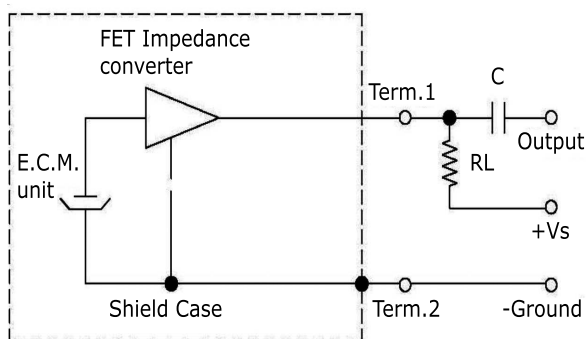 FET Impedance
converter
Term.1
C
Output
RL
E.C.M.
unit
+Vs
Shield Case
Term.2
-Ground